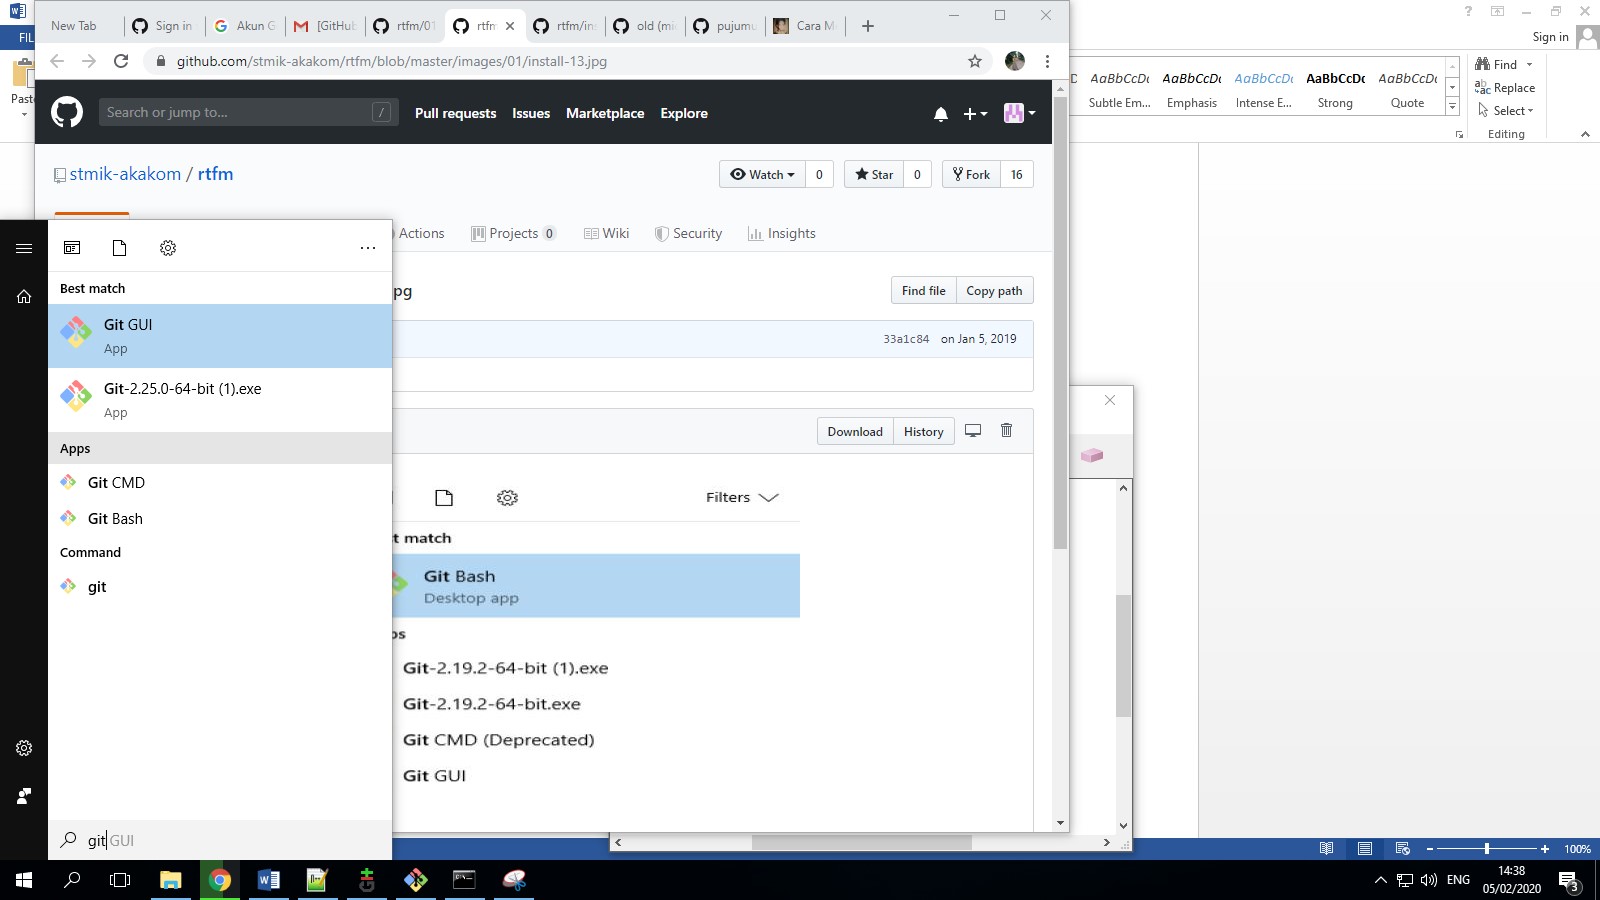 New Tab
Sign in
Akun G
[GitHub
rtfm/01
rtfm
rtfm/ins
old (mi
pujumu
Cara M
github.com/stmik-akakom/rtfm/blob/master/images/01/install-13.jpg
Search or jump to...
/
Pull requests
Issues
Marketplace
Explore
stmik-akakom / rtfm
Watch
0
Star
0
Fork
16
Actions
Projects 0
Wiki
Security
Insights
pg
Find file
Copy path
33a1c84 on Jan 5, 2019
Download
History
Filters
t match
Git Bash
Desktop app
ps
Git-2.19.2-64-bit (1).exe
Git-2.19.2-64-bit.exe
Git CMD (Deprecated)
Git GUI
Best match
Git GUI
App
Git-2.25.0-64-bit (1).exe
App
Apps
Git CMD
Git Bash
Command
git
git GUI
FIL
Past
Sign in
AaBbCcDc
Subtle Em...
AaBbCcDc
Emphasis
AaBbCcDc
Intense E...
AaBbCcDc
Strong
AaBbCcDc
Quote
Find
Replace
Select
Editing
100%
ENG
14:38
05/02/2020
3